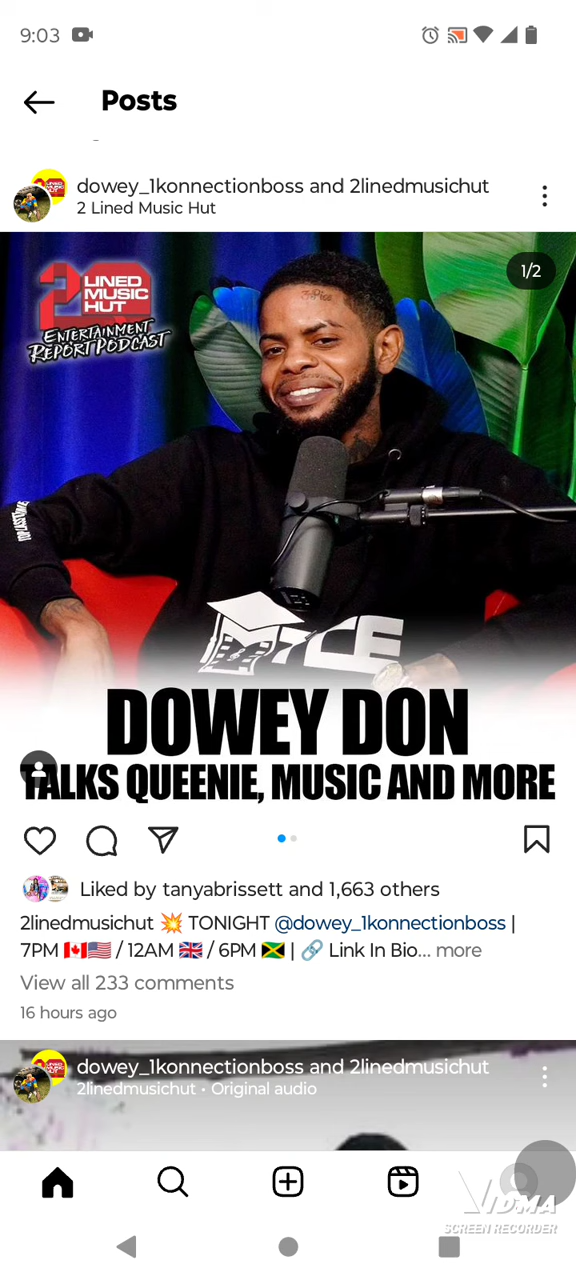 9:03
Posts
dowey_1konnectionboss and 2linedmusichut
2 Lined Music Hut
1/2
2 LINED
MUSIC
HUT
ENTERTAINMENT
REPORT PODCAST
DOWEY DON
TALKS QUEENIE, MUSIC AND MORE
Liked by tanyabrissett and 1,663 others
2linedmusichut 💥 TONIGHT @dowey_1konnectionboss |
7PM 🇨🇦🇺🇸 / 12AM 🇬🇧 / 6PM 🇯🇲 | 🔗 Link In Bio... more
View all 233 comments
16 hours ago
dowey_1konnectionboss and 2linedmusichut
2linedmusichut • Original audio
VIDMA
SCREEN RECORDER